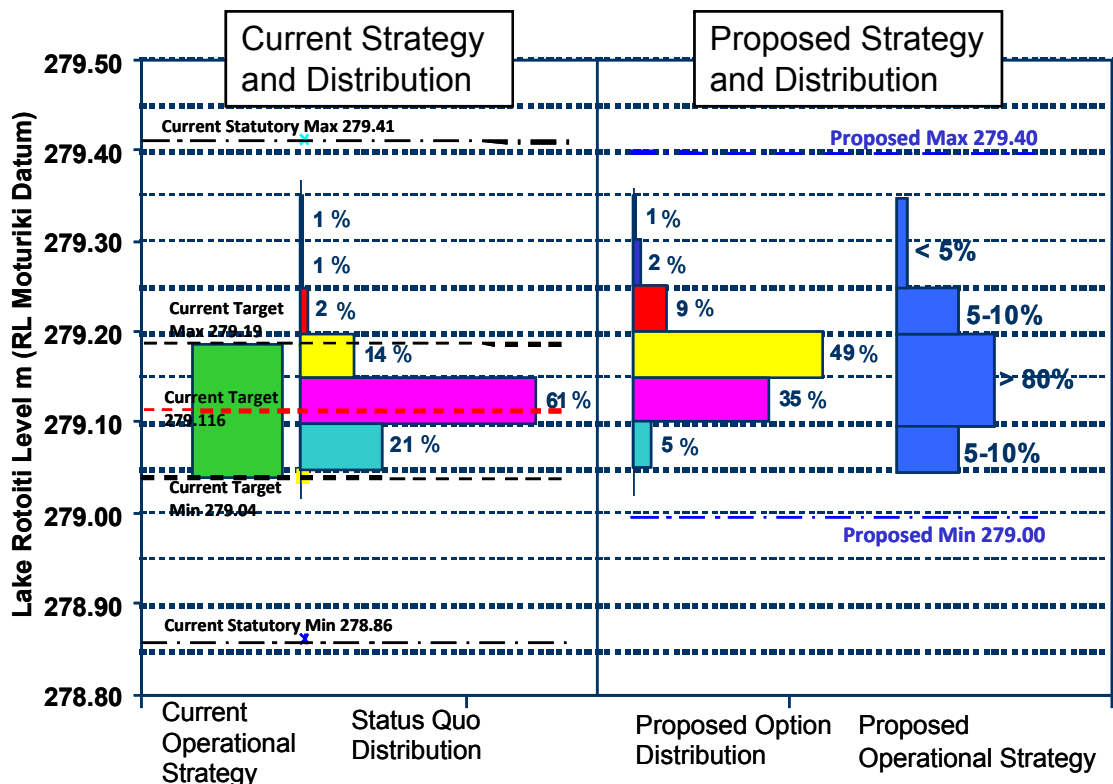 Current Strategy
and Distribution
Proposed Strategy
and Distribution
Lake Rotoiti Level m (RL Moturiki Datum)
279.50
279.40
279.30
279.20
279.10
279.00
278.90
278.80
Current Statutory Max 279.41
Current Target
Max 279.19
Current Target
279.116
Current Target
Min 279.04
Current Statutory Min 278.86
1 %
1 %
2 %
14 %
61 %
21 %
Proposed Max 279.40
1 %
2 %
9 %
49 %
35 %
5 %
< 5%
5-10%
> 80%
5-10%
Proposed Min 279.00
Current
Operational
Strategy
Status Quo
Distribution
Proposed Option
Distribution
Proposed
Operational Strategy